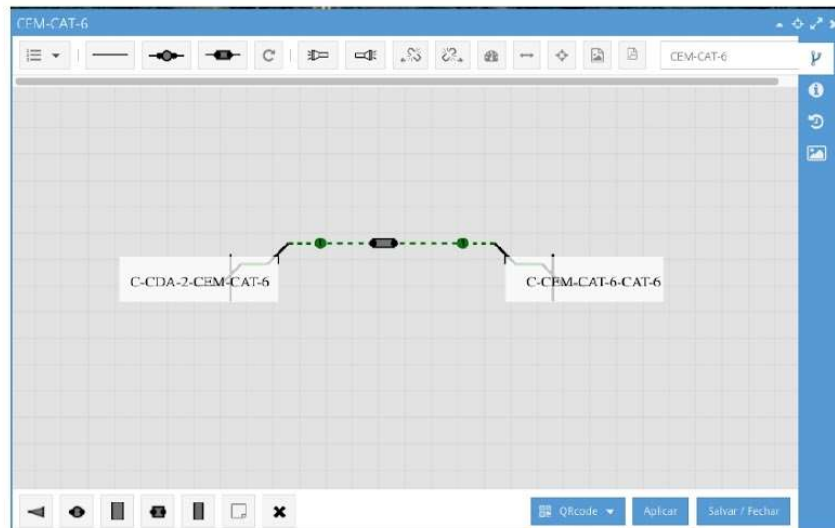 CEM-CAT-6
CEM-CAT-6
C-CDA-2-CEM-CAT-6
C-CEM-CAT-6-CAT-6
QRcode
Aplicar
Salvar / Fechar